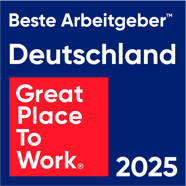 Beste Arbeitgeber™
Deutschland
Great
Place
To
Work®
2025